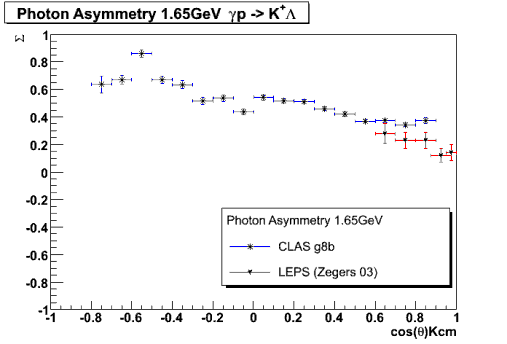 Photon Asymmetry 1.65GeV γp -> K⁺Λ
Σ
1
0.8
0.6
0.4
0.2
0
-0.2
-0.4
-0.6
-0.8
-1
Photon Asymmetry 1.65GeV
CLAS g8b
LEPS (Zegers 03)
-1 -0.8 -0.6 -0.4 -0.2 0 0.2 0.4 0.6 0.8 1
cos(θ)Kcm